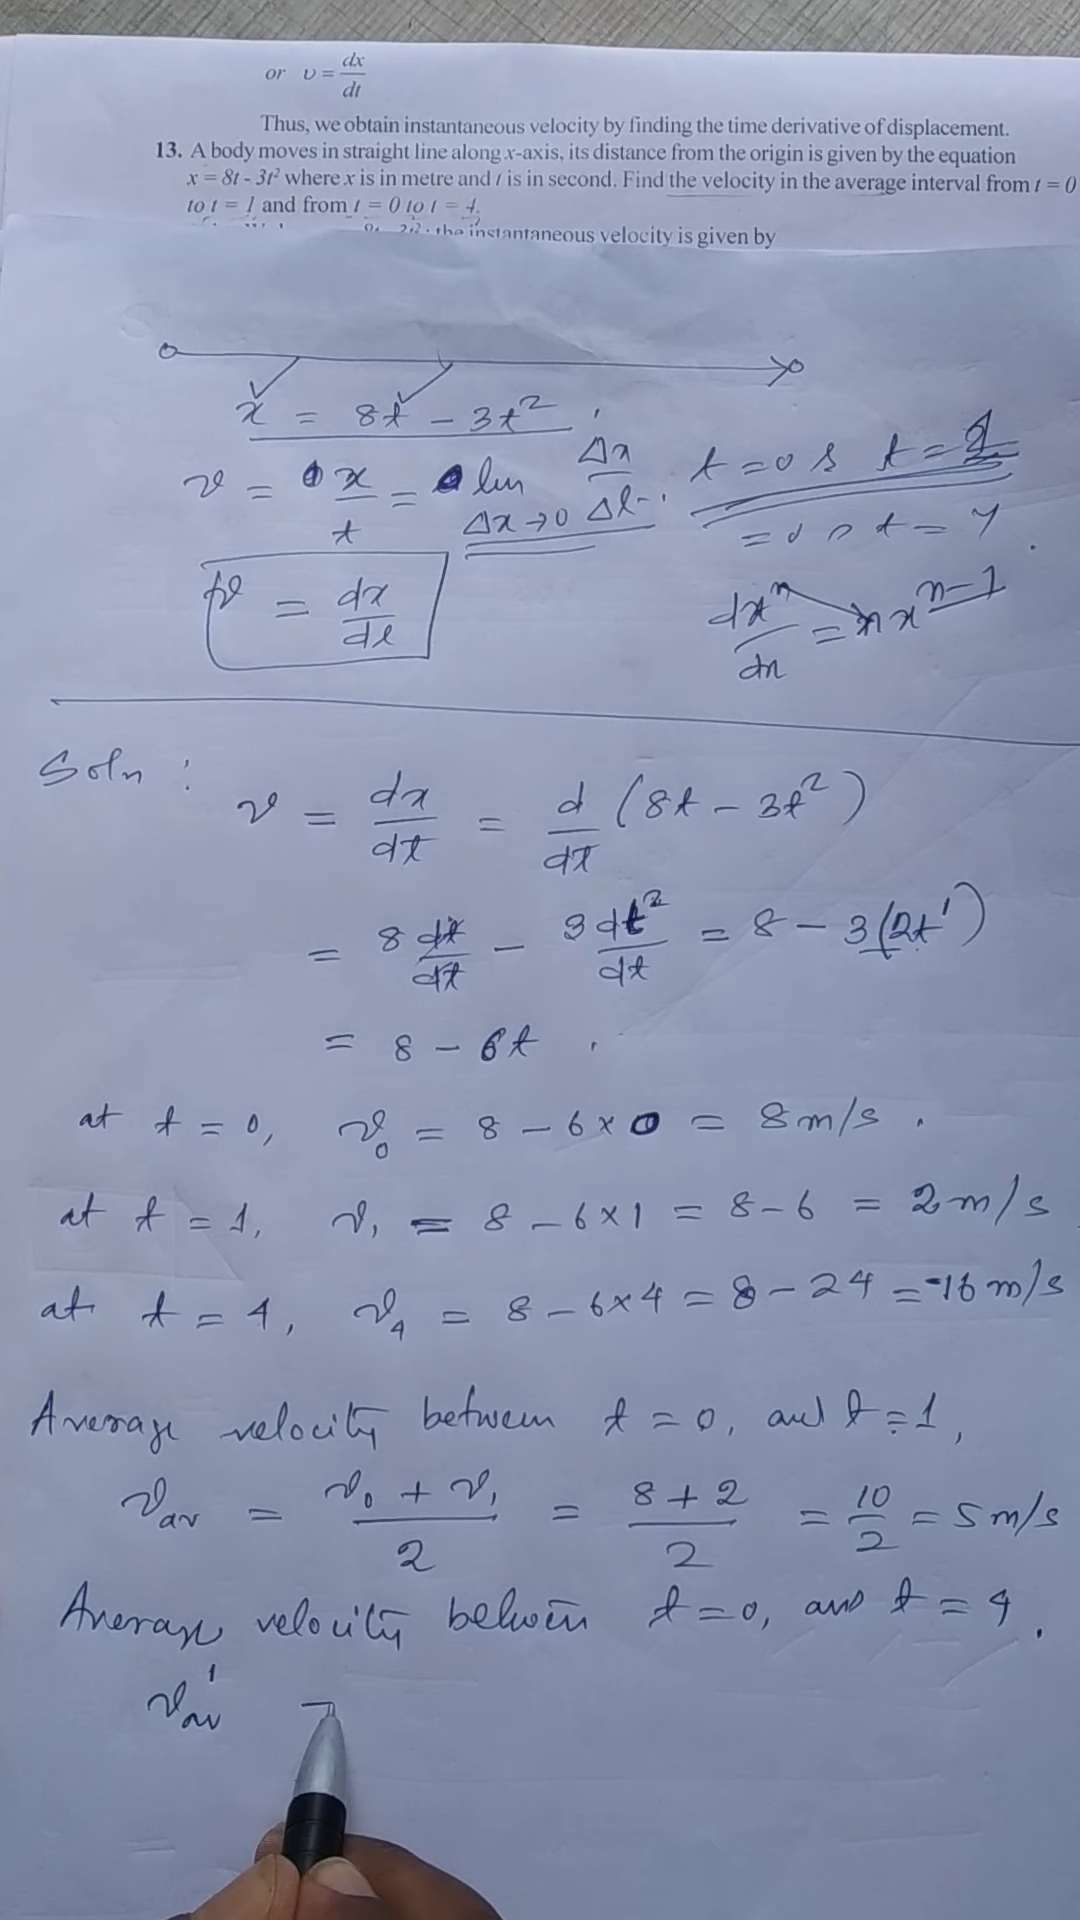 or υ = dx/dt
Thus, we obtain instantaneous velocity by finding the time derivative of displacement.
13. A body moves in straight line along x-axis, its distance from the origin is given by the equation
x = 8t - 3t² where x is in metre and t is in second. Find the velocity in the average interval from t = 0
to t = 1 and from t = 0 to t = 4.
the instantaneous velocity is given by
x = 8t - 3t²
v = x/t = lim Δx→0 Δx/Δt
t = 0 &
= 0
v = dx/dt
dxⁿ/dx = nxⁿ⁻¹
Soln :
v = dx/dt = d/dt (8t - 3t²)
= 8 dt/dt - 3dt²/dt = 8 - 3(2t¹)
= 8 - 6t
at t = 0, v₀ = 8 - 6 × 0 = 8 m/s .
at t = 1, v₁ = 8 - 6×1 = 8-6 = 2 m/s
at t = 4, v₄ = 8 - 6×4 = 8 - 24 = -16 m/s
Average velocity between t = 0, and t = 1,
vav = v₀ + v₁/2 = 8+2/2 = 10/2 = 5 m/s
Average velocity between t = 0, and t = 4 .
v'av